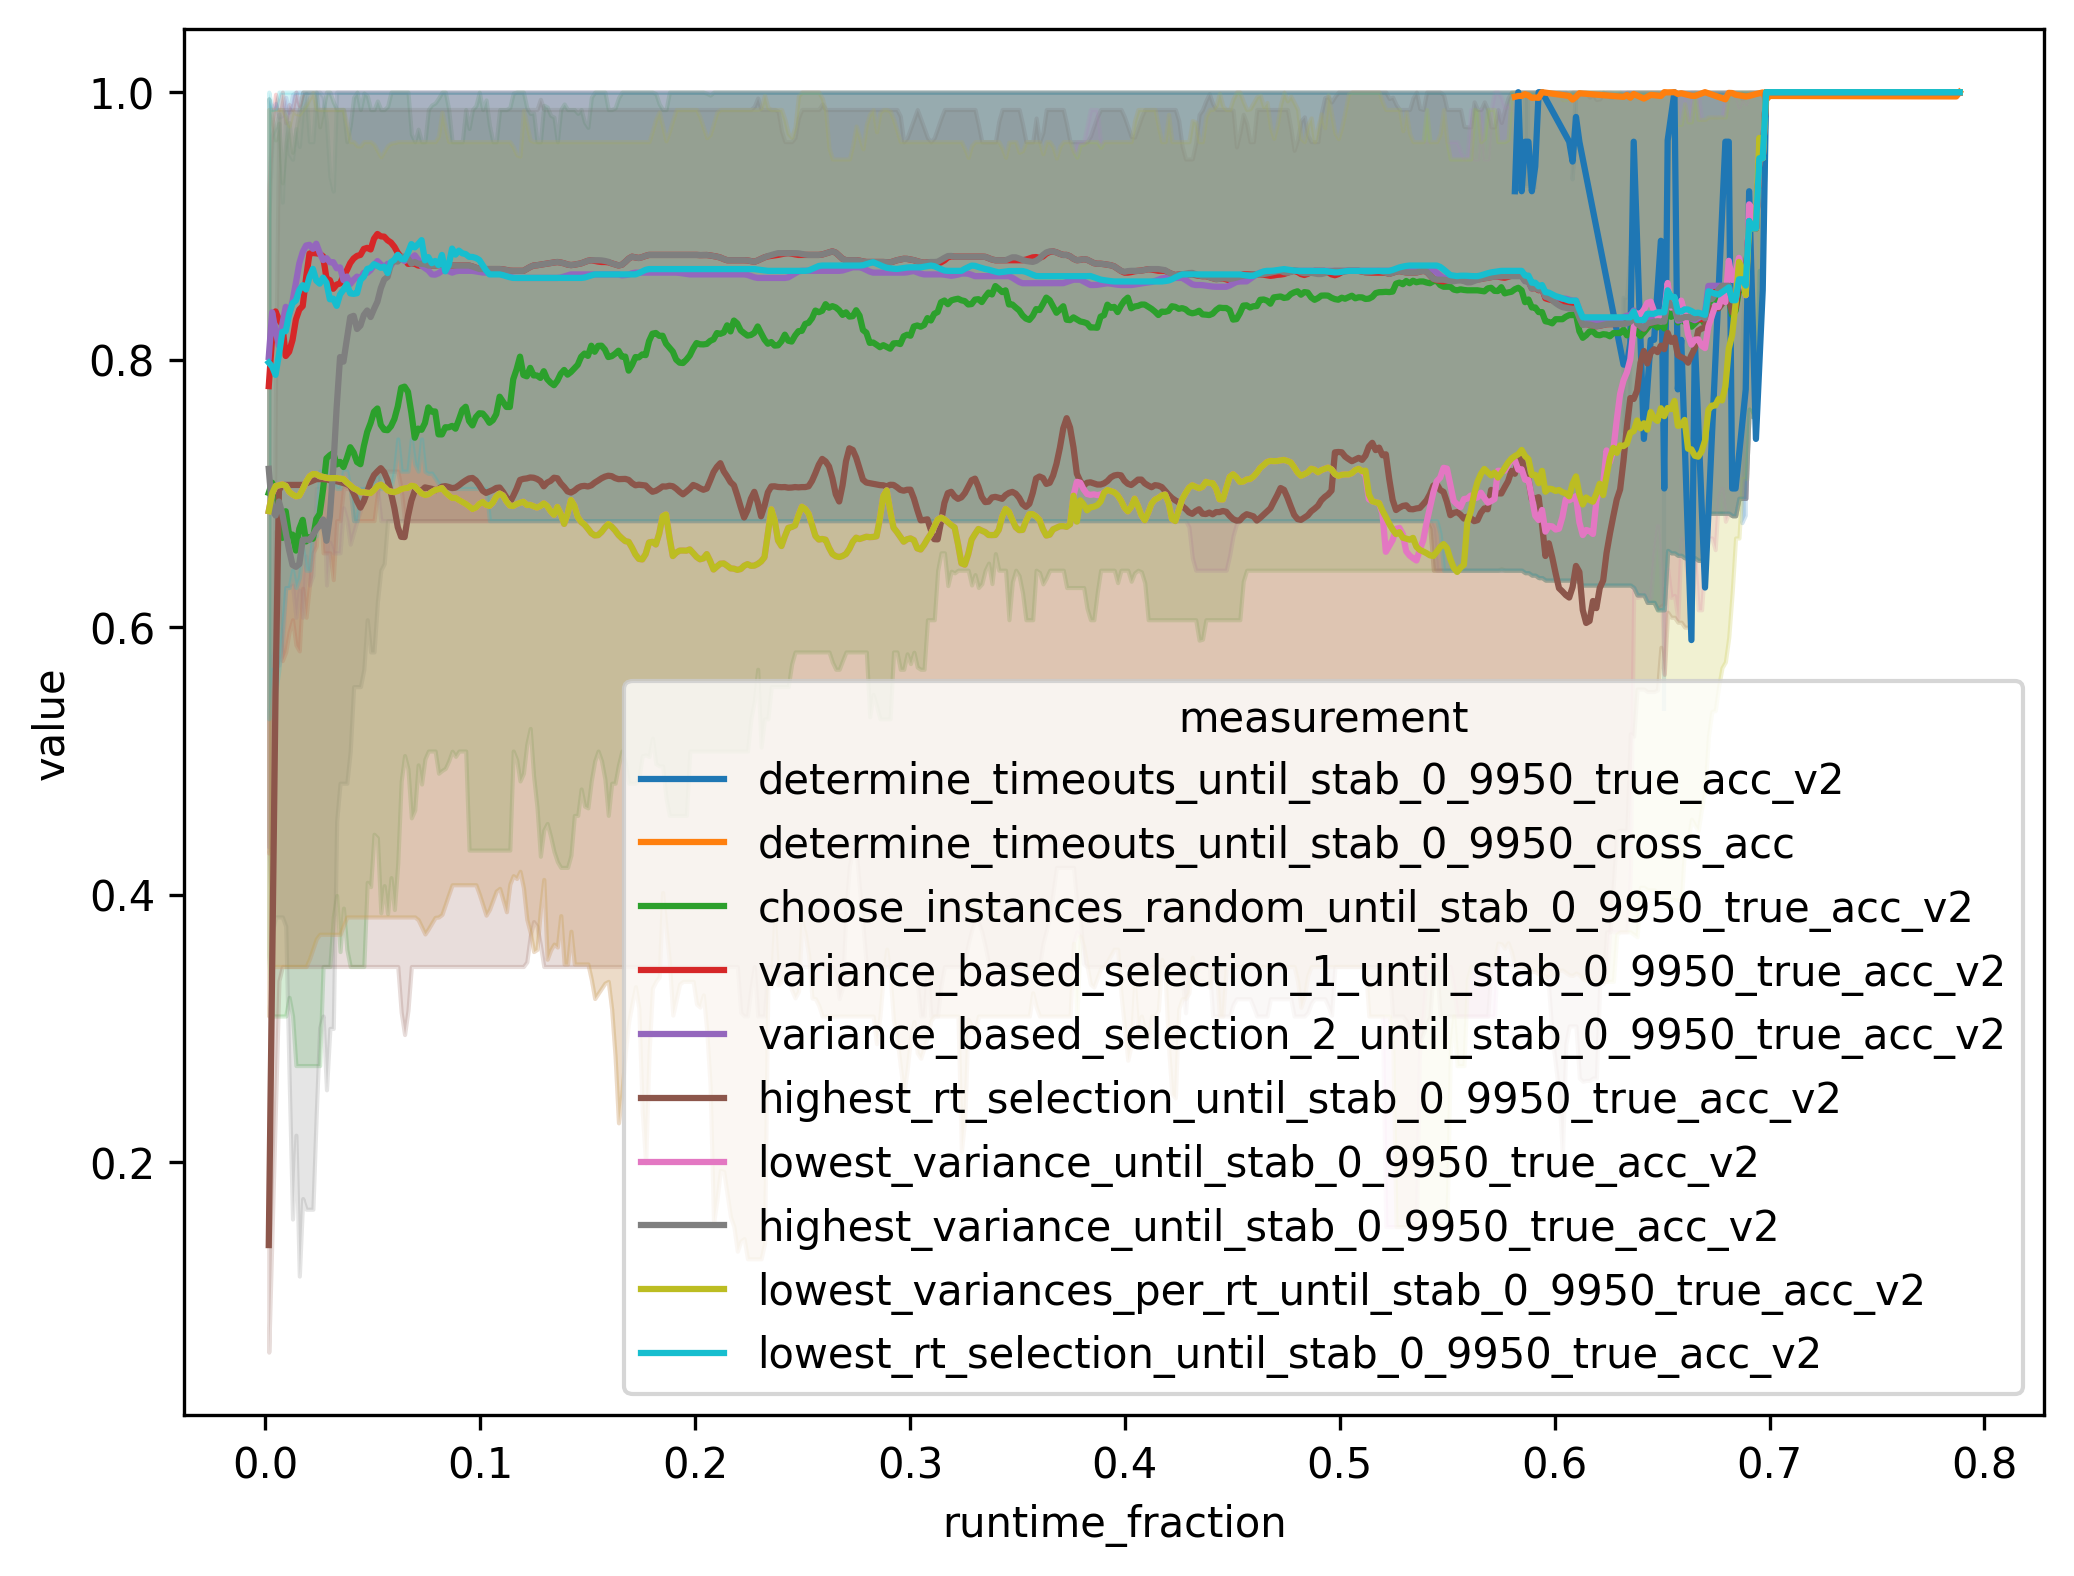 1.0
0.8
0.6
0.4
0.2
value
measurement
determine_timeouts_until_stab_0_9950_true_acc_v2
determine_timeouts_until_stab_0_9950_cross_acc
choose_instances_random_until_stab_0_9950_true_acc_v2
variance_based_selection_1_until_stab_0_9950_true_acc_v2
variance_based_selection_2_until_stab_0_9950_true_acc_v2
highest_rt_selection_until_stab_0_9950_true_acc_v2
lowest_variance_until_stab_0_9950_true_acc_v2
highest_variance_until_stab_0_9950_true_acc_v2
lowest_variances_per_rt_until_stab_0_9950_true_acc_v2
lowest_rt_selection_until_stab_0_9950_true_acc_v2
0.0 0.1 0.2 0.3 0.4 0.5 0.6 0.7 0.8
runtime_fraction